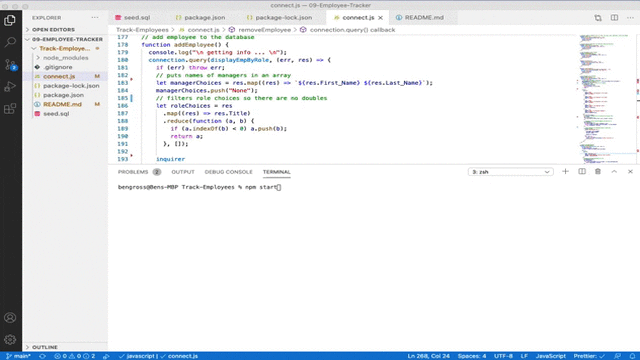 connect.js — 09-Employee-Tracker
EXPLORER
OPEN EDITORS
Track-Employees
node_modules
.gitignore
connect.js M
package-lock.json
package.json
README.md M
seed.sql
OUTLINE
seed.sql package.json package-lock.json connect.js README.md
Track-Employees > connect.js > removeEmployee > connection.query() callback
177 // add employee to the database
178 function addEmployee() {
179 console.log("\n getting info ... \n");
180 connection.query(displayEmpByRole, (err, res) => {
181 if (err) throw err;
182 // puts names of managers in an array
183 let managerChoices = res.map((res) => `${res.First_Name} ${res.Last_Name}`);
184 managerChoices.push("None");
185 // filters role choices so there are no doubles
186 let roleChoices = res
187 .map((res) => res.Title)
188 .reduce(function (a, b) {
189 if (a.indexOf(b) < 0) a.push(b);
190 return a;
191 }, []);
192
193 inquirer
PROBLEMS 2 OUTPUT DEBUG CONSOLE TERMINAL 3: zsh
bengross@Bens-MBP Track-Employees % npm start
main* 0 0 2 javascript | connect.js Ln 268, Col 24 Spaces: 4 UTF-8 LF JavaScript Prettier